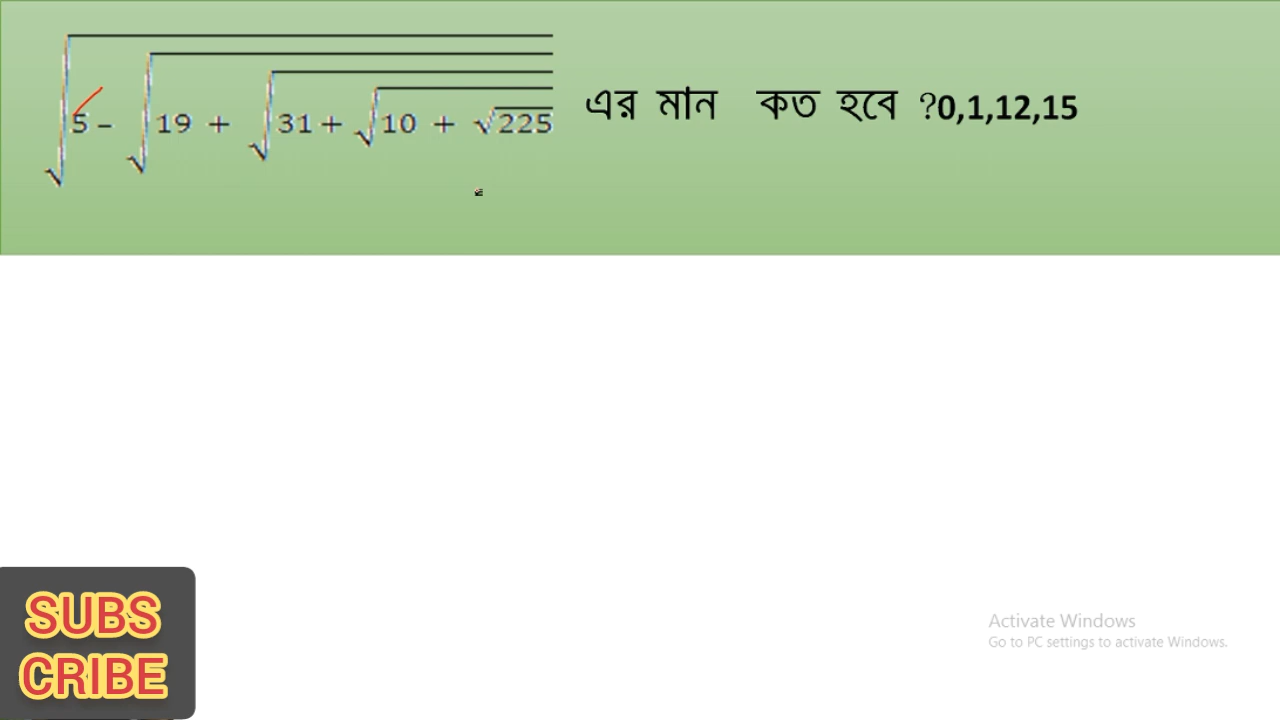 √5 – √19 + √31 + √10 + √225 এর মান কত হবে ?0,1,12,15
SUBS
CRIBE
Activate Windows
Go to PC settings to activate Windows.